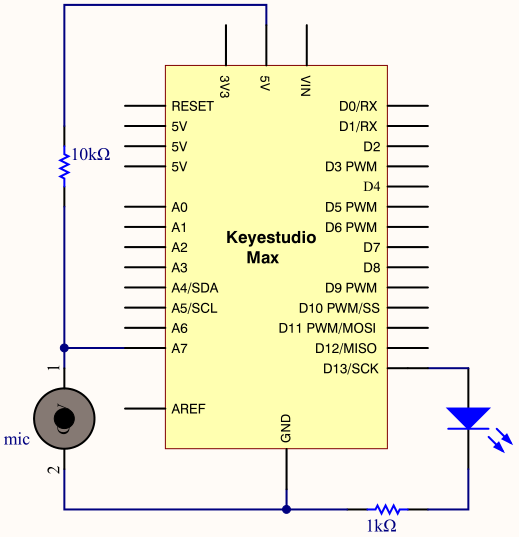 3V3
5V
VIN
RESET
5V
5V
5V
A0
A1
A2
A3
A4/SDA
A5/SCL
A6
A7
AREF
D0/RX
D1/RX
D2
D3 PWM
D4
D5 PWM
D6 PWM
D7
D8
D9 PWM
D10 PWM/SS
D11 PWM/MOSI
D12/MISO
D13/SCK
Keyestudio
Max
GND
10kΩ
1
mic
2
1kΩ